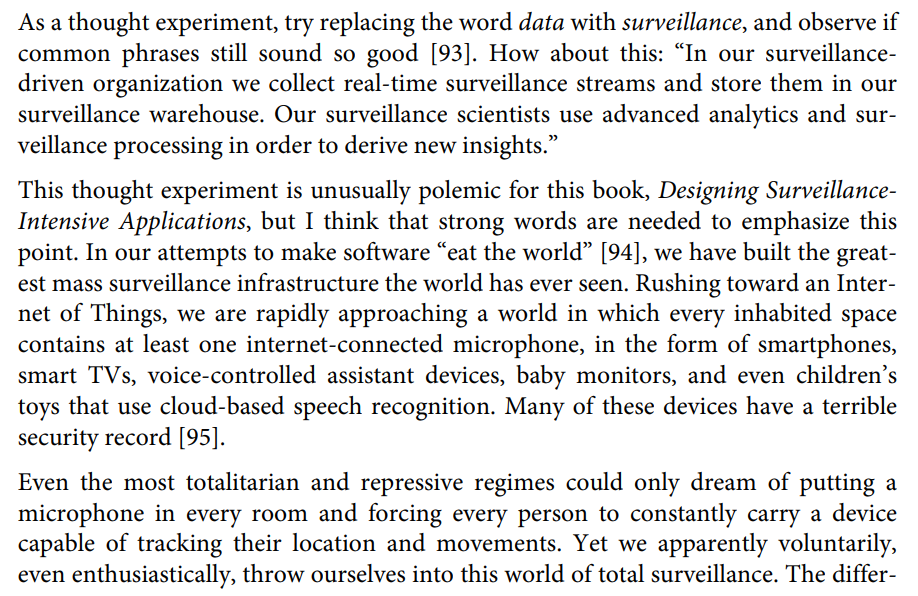 As a thought experiment, try replacing the word data with surveillance, and observe if
common phrases still sound so good [93]. How about this: “In our surveillance-
driven organization we collect real-time surveillance streams and store them in our
surveillance warehouse. Our surveillance scientists use advanced analytics and sur-
veillance processing in order to derive new insights.”
This thought experiment is unusually polemic for this book, Designing Surveillance-
Intensive Applications, but I think that strong words are needed to emphasize this
point. In our attempts to make software “eat the world” [94], we have built the great-
est mass surveillance infrastructure the world has ever seen. Rushing toward an Inter-
net of Things, we are rapidly approaching a world in which every inhabited space
contains at least one internet-connected microphone, in the form of smartphones,
smart TVs, voice-controlled assistant devices, baby monitors, and even children’s
toys that use cloud-based speech recognition. Many of these devices have a terrible
security record [95].
Even the most totalitarian and repressive regimes could only dream of putting a
microphone in every room and forcing every person to constantly carry a device
capable of tracking their location and movements. Yet we apparently voluntarily,
even enthusiastically, throw ourselves into this world of total surveillance. The differ-